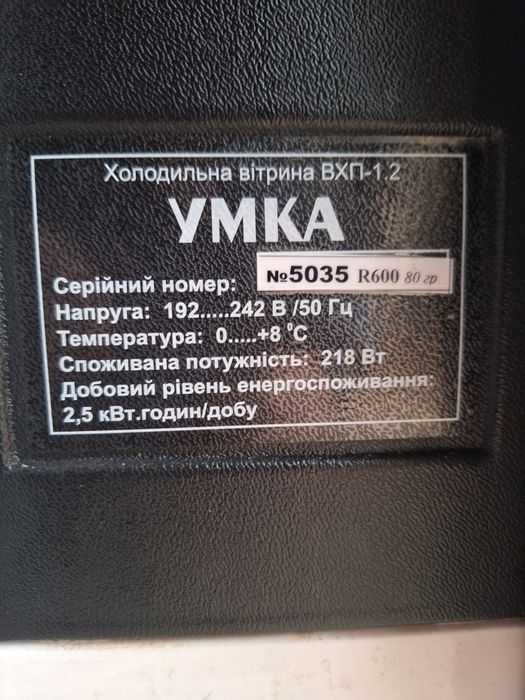 Холодильна вітрина ВХП-1.2
УМКА
Серійний номер: №5035 R600 80 гр
Напруга: 192.....242 В /50 Гц
Температура: 0.....+8 °С
Споживана потужність: 218 Вт
Добовий рівень енергоспоживання:
2,5 кВт.годин/добу